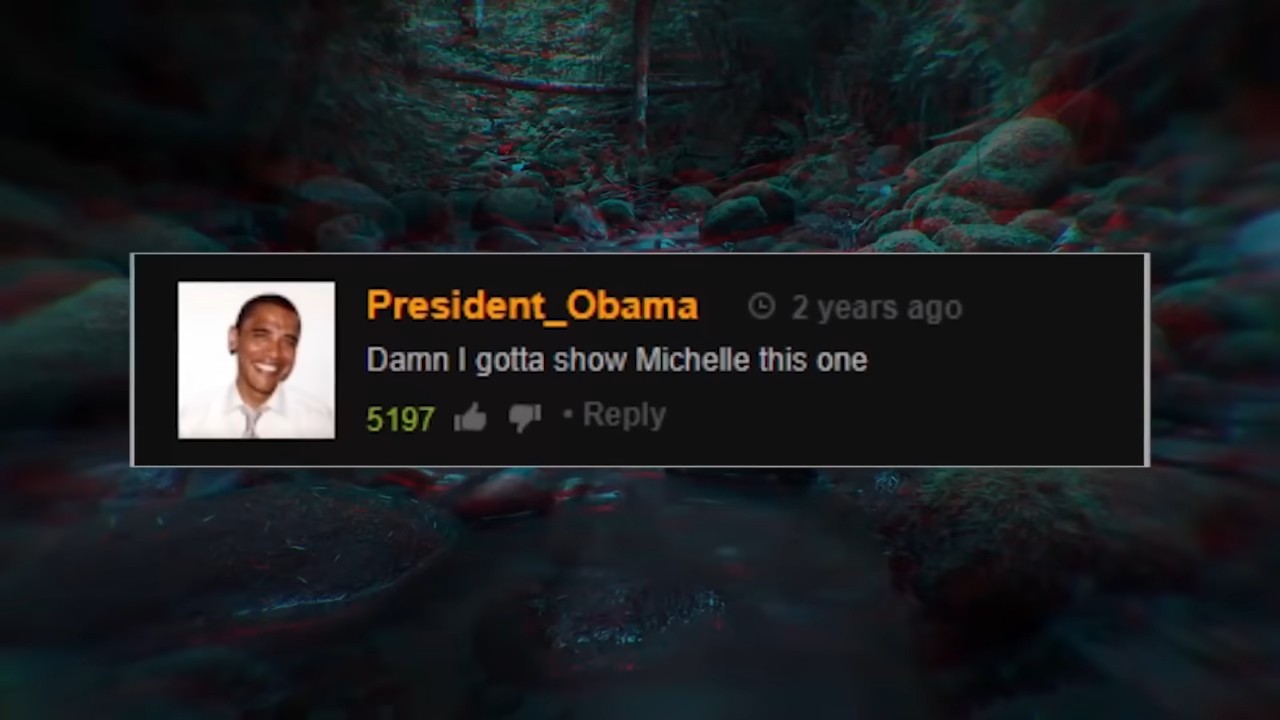 President_Obama 2 years ago
Damn I gotta show Michelle this one
5197 • Reply